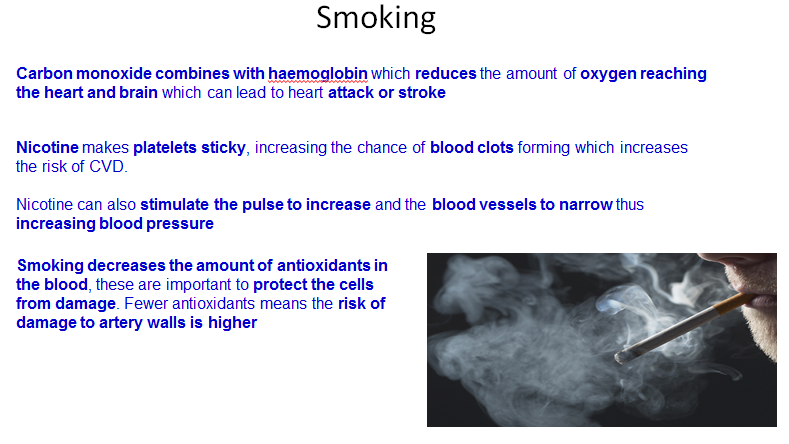 Smoking
Carbon monoxide combines with haemoglobin which reduces the amount of oxygen reaching
the heart and brain which can lead to heart attack or stroke
Nicotine makes platelets sticky, increasing the chance of blood clots forming which increases
the risk of CVD.
Nicotine can also stimulate the pulse to increase and the blood vessels to narrow thus
increasing blood pressure
Smoking decreases the amount of antioxidants in
the blood, these are important to protect the cells
from damage. Fewer antioxidants means the risk of
damage to artery walls is higher